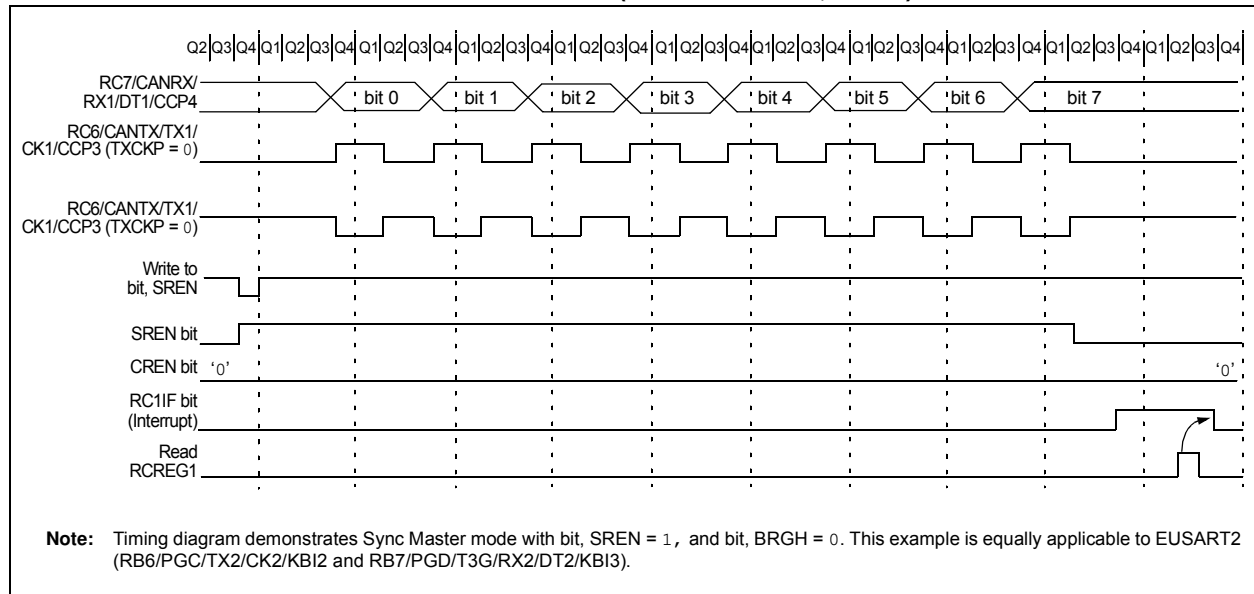 Q2 Q3 Q4 Q1 Q2 Q3 Q4 Q1 Q2 Q3 Q4 Q1 Q2 Q3 Q4 Q1 Q2 Q3 Q4 Q1 Q2 Q3 Q4 Q1 Q2 Q3 Q4 Q1 Q2 Q3 Q4 Q1 Q2 Q3 Q4 Q1 Q2 Q3 Q4 Q1 Q2 Q3 Q4
RC7/CANRX/
RX1/DT1/CCP4
bit 0 bit 1 bit 2 bit 3 bit 4 bit 5 bit 6 bit 7
RC6/CANTX/TX1/
CK1/CCP3 (TXCKP = 0)
RC6/CANTX/TX1/
CK1/CCP3 (TXCKP = 0)
Write to
bit, SREN
SREN bit
CREN bit ‘0’ ‘0’
RC1IF bit
(Interrupt)
Read
RCREG1
Note: Timing diagram demonstrates Sync Master mode with bit, SREN = 1, and bit, BRGH = 0. This example is equally applicable to EUSART2
(RB6/PGC/TX2/CK2/KBI2 and RB7/PGD/T3G/RX2/DT2/KBI3).